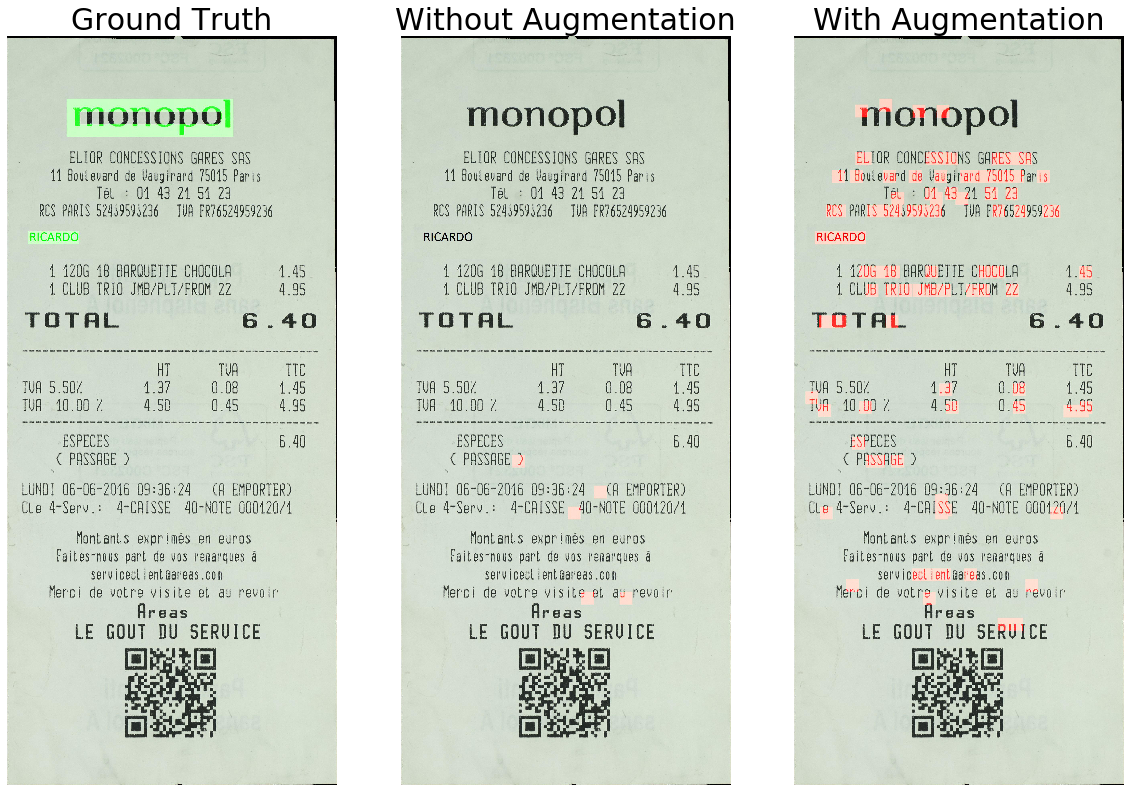 Ground Truth
monopol
ELIOR CONCESSIONS GARES SAS
11 Boulevard de Vaugirard 75015 Paris
Tél : 01 43 21 51 23
RCS PARIS 52439593236 TVA FR76524959236
RICARDO
1 120G 18 BARQUETTE CHOCOLA 1.45
1 CLUB TRIO JMB/PLT/FROM 22 4.95
TOTAL 6.40
HT TVA TTC
TVA 5.50% 1.37 0.08 1.45
TVA 10.00 % 4.50 0.45 4.95
ESPECES 6.40
( PASSAGE )
LUNDI 06-06-2016 09:36:24 (A EMPORTER)
Cle 4-Serv.: 4-CAISSE 40-NOTE 000120/1
Montants exprimés en euros
Faites-nous part de vos remarques à
serviceclient@areas.com
Merci de votre visite et au revoir
Areas
LE GOUT DU SERVICE
Without Augmentation
monopol
ELIOR CONCESSIONS GARES SAS
11 Boulevard de Vaugirard 75015 Paris
Tél : 01 43 21 51 23
RCS PARIS 52439593236 TVA FR76524959236
RICARDO
1 120G 18 BARQUETTE CHOCOLA 1.45
1 CLUB TRIO JMB/PLT/FROM 22 4.95
TOTAL 6.40
HT TVA TTC
TVA 5.50% 1.37 0.08 1.45
TVA 10.00 % 4.50 0.45 4.95
ESPECES 6.40
( PASSAGE )
LUNDI 06-06-2016 09:36:24 (A EMPORTER)
Cle 4-Serv.: 4-CAISSE 40-NOTE 000120/1
Montants exprimés en euros
Faites-nous part de vos remarques à
serviceclient@areas.com
Merci de votre visite et au revoir
Areas
LE GOUT DU SERVICE
With Augmentation
monopol
ELIOR CONCESSIONS GARES SAS
11 Boulevard de Vaugirard 75015 Paris
Tél : 01 43 21 51 23
RCS PARIS 52439593236 TVA FR76524959236
RICARDO
1 120G 18 BARQUETTE CHOCOLA 1.45
1 CLUB TRIO JMB/PLT/FROM 22 4.95
TOTAL 6.40
HT TVA TTC
TVA 5.50% 1.37 0.08 1.45
TVA 10.00 % 4.50 0.45 4.95
ESPECES 6.40
( PASSAGE )
LUNDI 06-06-2016 09:36:24 (A EMPORTER)
Cle 4-Serv.: 4-CAISSE 40-NOTE 000120/1
Montants exprimés en euros
Faites-nous part de vos remarques à
serviceclient@areas.com
Merci de votre visite et au revoir
Areas
LE GOUT DU SERVICE